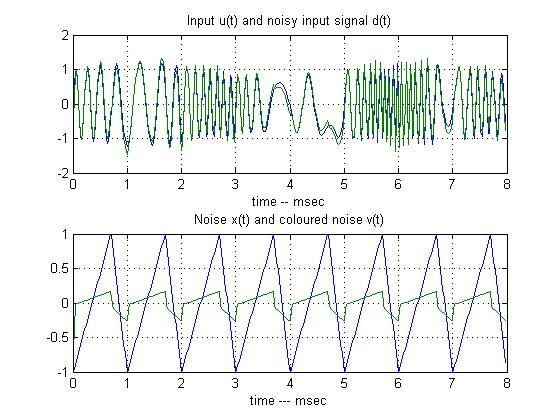 Input u(t) and noisy input signal d(t)
2
1
0
-1
-2
0 1 2 3 4 5 6 7 8
time -- msec
Noise x(t) and coloured noise v(t)
1
0.5
0
-0.5
-1
0 1 2 3 4 5 6 7 8
time --- msec